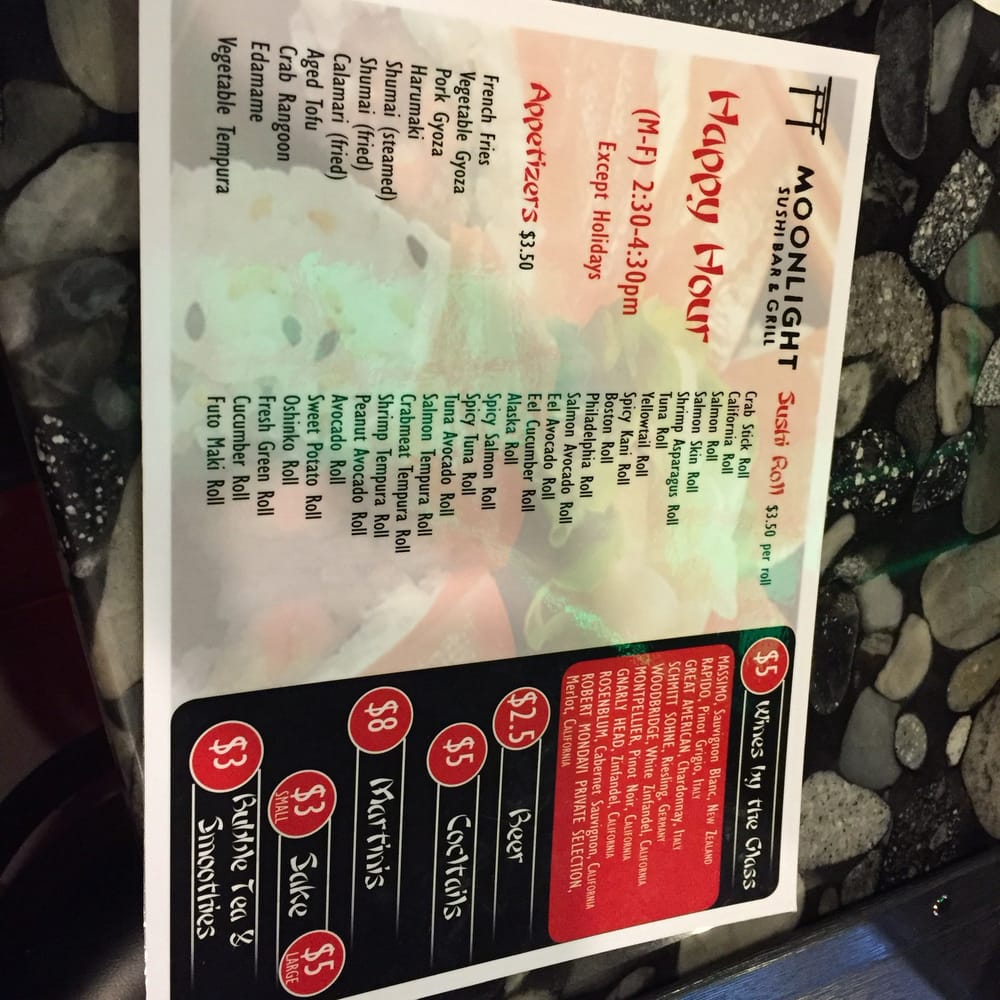 MOONLIGHT
SUSHI BAR & GRILL
Happy Hour
(M-F) 2:30-4:30pm
Except Holidays
Appetizers $3.50
French Fries
Vegetable Gyoza
Pork Gyoza
Harumaki
Shumai (steamed)
Shumai (fried)
Calamari (fried)
Aged Tofu
Crab Rangoon
Edamame
Vegetable Tempura
Sushi Roll $3.50 per roll
Crab Stick Roll
California Roll
Salmon Roll
Salmon Skin Roll
Shrimp Asparagus Roll
Tuna Roll
Yellowtail Roll
Spicy Kani Roll
Boston Roll
Philadelphia Roll
Salmon Avocado Roll
Eel Avocado Roll
Eel Cucumber Roll
Alaska Roll
Spicy Salmon Roll
Spicy Tuna Roll
Tuna Avocado Roll
Salmon Tempura Roll
Crabmeat Tempura Roll
Shrimp Tempura Roll
Peanut Avocado Roll
Avocado Roll
Sweet Potato Roll
Oshinko Roll
Fresh Green Roll
Cucumber Roll
Futo Maki Roll
$5 Wines by the Glass
MASSIMO, Sauvignon Blanc, NEW ZEALAND
RAPIDO, Pinot Grigio, ITALY
GREAT AMERICAN, Chardonnay, ITALY
SCHMITT SOHNE, Riesling, GERMANY
WOODBRIDGE, White Zinfandel, CALIFORNIA
MONTPELLIER, Pinot Noir, CALIFORNIA
GNARLY HEAD, Zinfandel, CALIFORNIA
ROSENBLUM, Cabernet Sauvignon, CALIFORNIA
ROBERT MONDAVI PRIVATE SELECTION,
Merlot, CALIFORNIA
$2.5 Beer
$5 Coctails
$8 Martinis
$3 SMALL Sake $5 LARGE
$3 Bubble Tea &
Smoothies